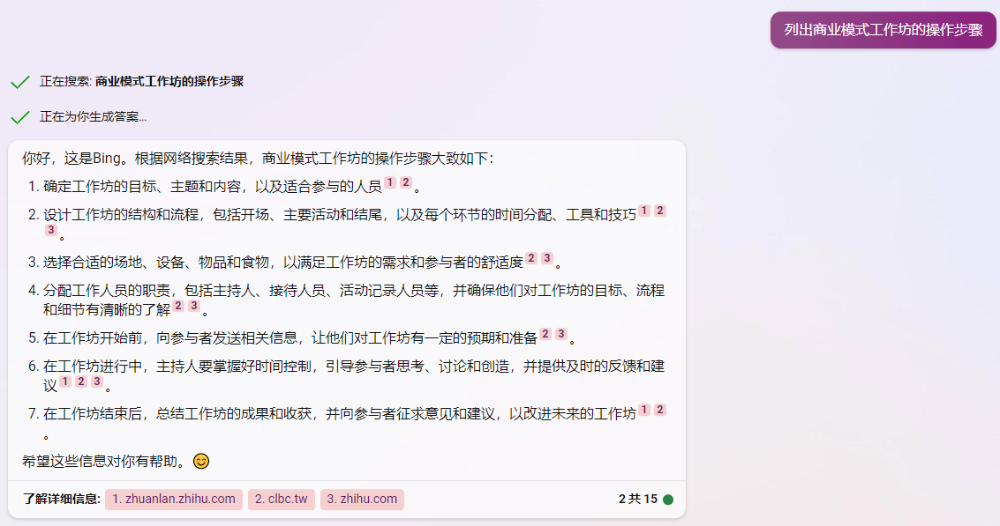 列出商业模式工作坊的操作步骤
正在搜索: 商业模式工作坊的操作步骤
正在为你生成答案...
你好，这是Bing。根据网络搜索结果，商业模式工作坊的操作步骤大致如下：
1. 确定工作坊的目标、主题和内容，以及适合参与的人员 1 2 。
2. 设计工作坊的结构和流程，包括开场、主要活动和结尾，以及每个环节的时间分配、工具和技巧 1 2
3 。
3. 选择合适的场地、设备、物品和食物，以满足工作坊的需求和参与者的舒适度 2 3 。
4. 分配工作人员的职责，包括主持人、接待人员、活动记录人员等，并确保他们对工作坊的目标、流程
和细节有清晰的了解 2 3 。
5. 在工作坊开始前，向参与者发送相关信息，让他们对工作坊有一定的预期和准备 2 3 。
6. 在工作坊进行中，主持人要掌握好时间控制，引导参与者思考、讨论和创造，并提供及时的反馈和建
议 1 2 3 。
7. 在工作坊结束后，总结工作坊的成果和收获，并向参与者征求意见和建议，以改进未来的工作坊 1 2
。
希望这些信息对你有帮助。😊
了解详细信息: 1. zhuanlan.zhihu.com 2. clbc.tw 3. zhihu.com 2 共 15